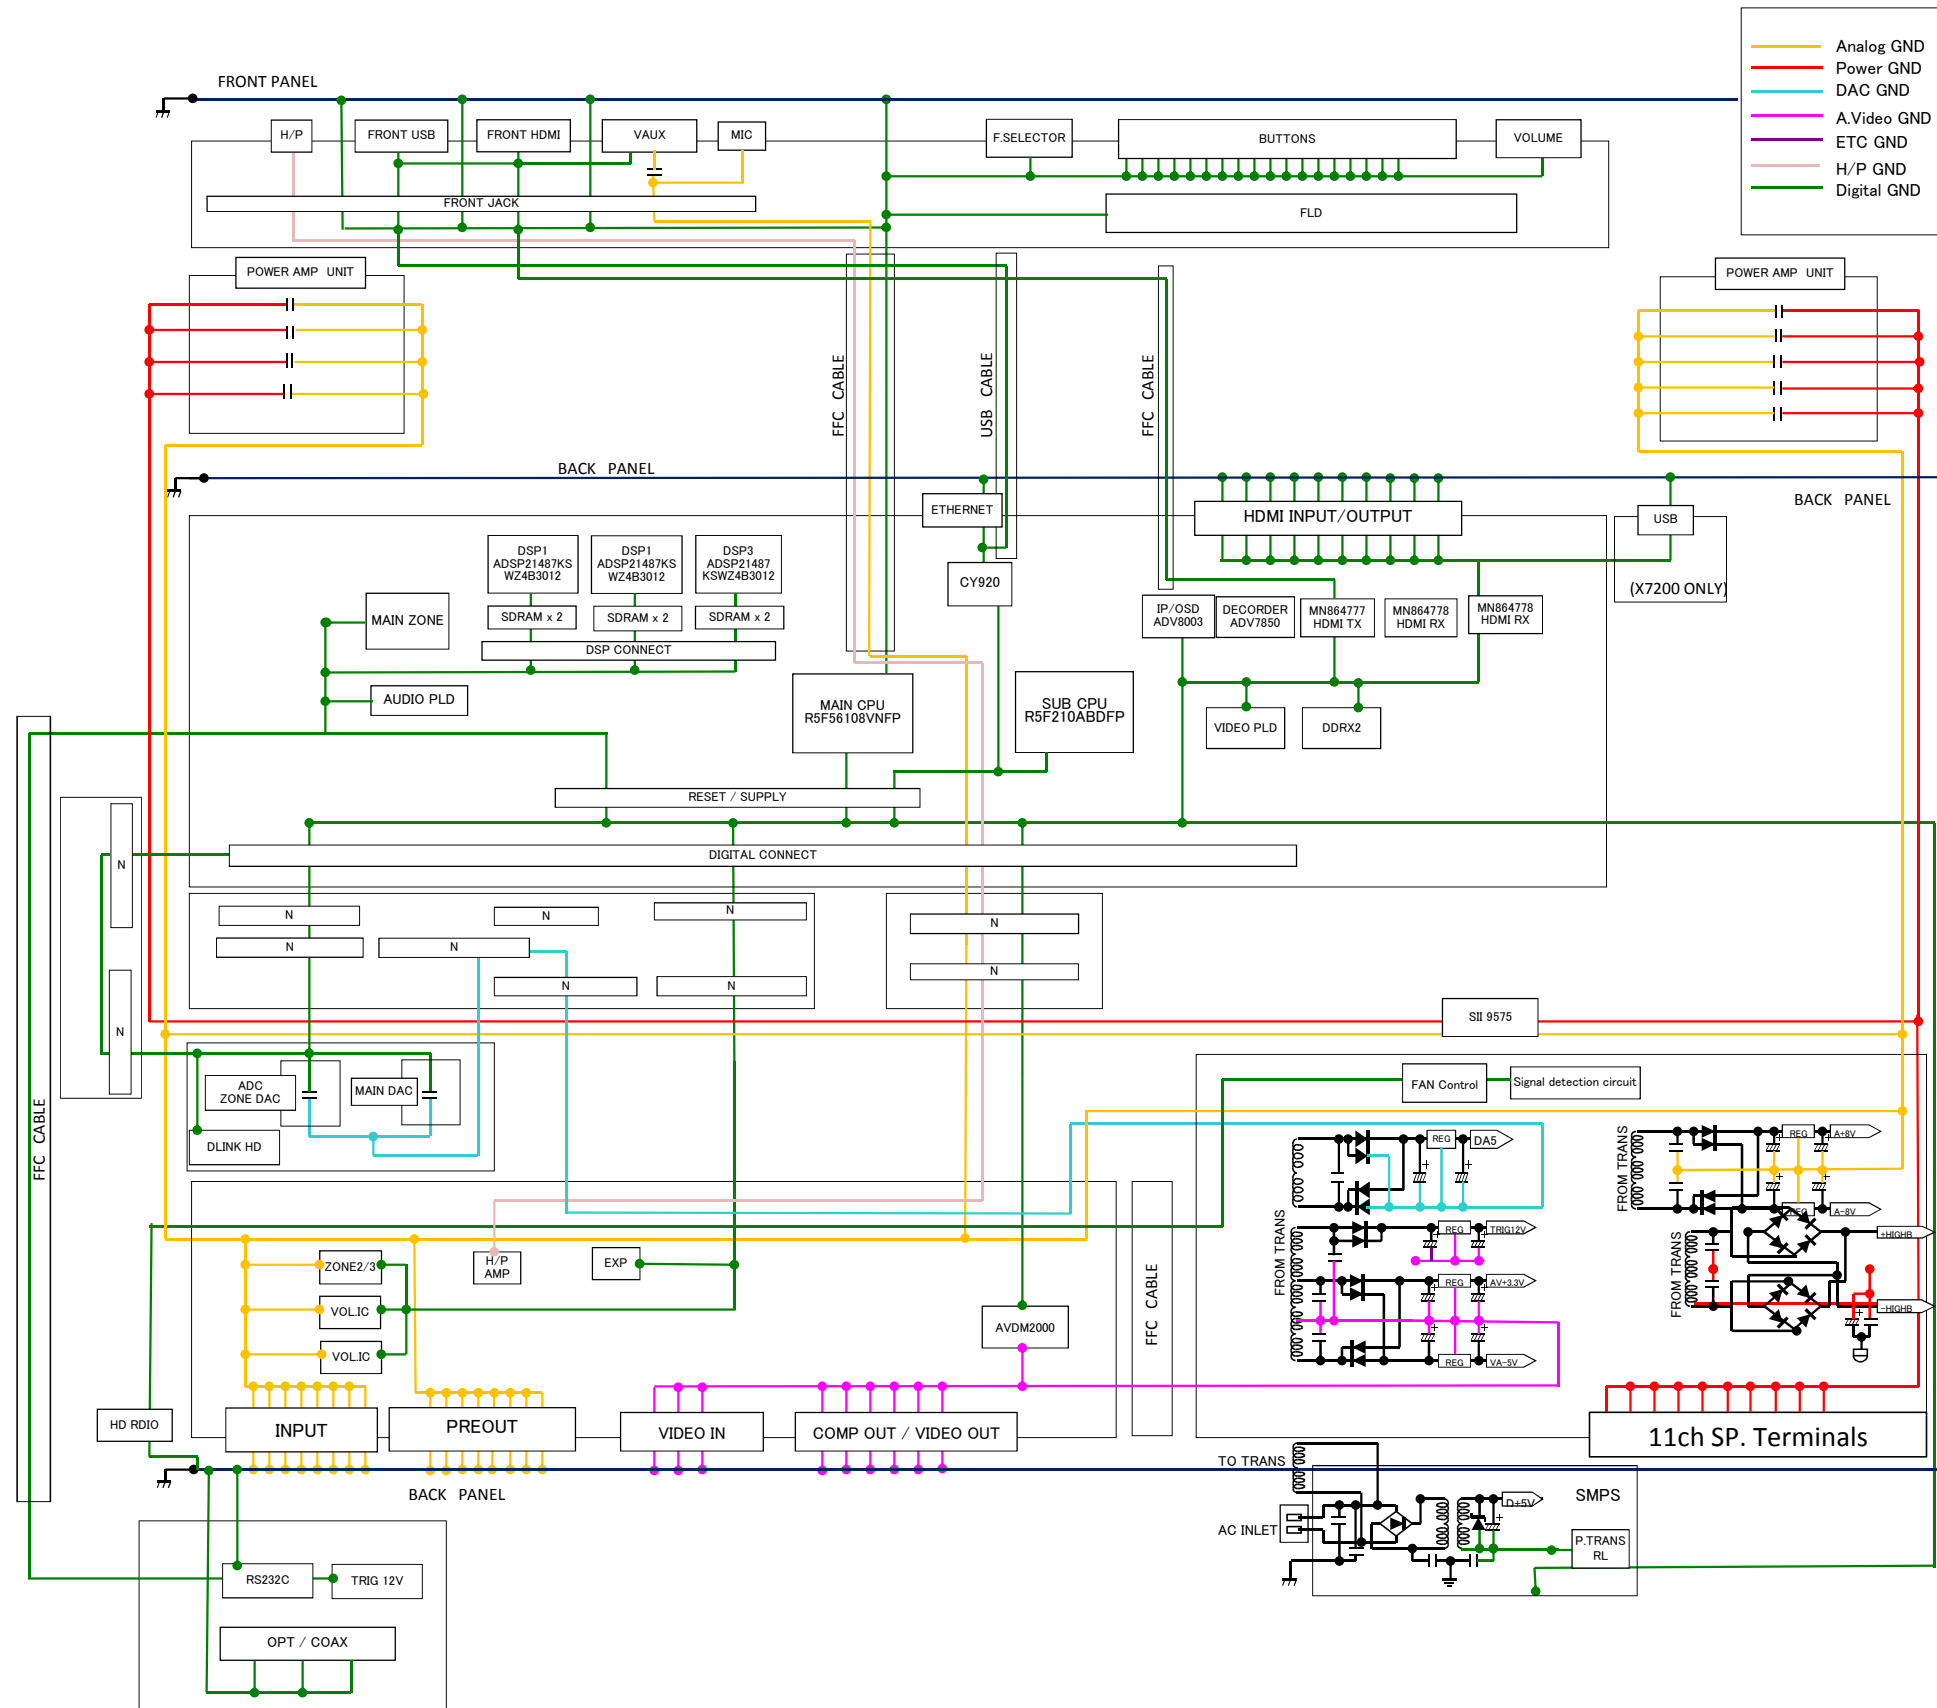 Analog GND
Power GND
DAC GND
A.Video GND
ETC GND
H/P GND
Digital GND
FRONT PANEL
H/P
FRONT USB
FRONT HDMI
VAUX
MIC
F.SELECTOR
BUTTONS
VOLUME
FRONT JACK
FLD
POWER AMP UNIT
POWER AMP UNIT
FFC CABLE
USB CABLE
FFC CABLE
BACK PANEL
BACK PANEL
ETHERNET
HDMI INPUT/OUTPUT
USB
(X7200 ONLY)
DSP1
ADSP21487KS
WZ4B3012
DSP1
ADSP21487KS
WZ4B3012
DSP3
ADSP21487
KSWZ4B3012
CY920
MAIN ZONE
SDRAM x 2
SDRAM x 2
SDRAM x 2
IP/OSD
ADV8003
DECORDER
ADV7850
MN864777
HDMI TX
MN864778
HDMI RX
MN864778
HDMI RX
DSP CONNECT
AUDIO PLD
MAIN CPU
R5F56108VNFP
SUB CPU
R5F210ABDFP
VIDEO PLD
DDRX2
RESET / SUPPLY
DIGITAL CONNECT
N
N
N
N
N
N
N
N
N
N
N
SII 9575
FFC CABLE
ADC
ZONE DAC
MAIN DAC
DLINK HD
FAN Control
Signal detection circuit
FROM TRANS
REG
DA5
FROM TRANS
REG
A+8V
REG
A-8V
FROM TRANS
REG
TRIG12V
REG
AV+3.3V
REG
VA-5V
FROM TRANS
+HIGHB
-HIGHB
ZONE2/3
H/P
AMP
EXP
VOL.IC
VOL.IC
AVDM2000
FFC CABLE
HD RDIO
INPUT
PREOUT
VIDEO IN
COMP OUT / VIDEO OUT
11ch SP. Terminals
BACK PANEL
TO TRANS
AC INLET
D+5V
SMPS
P.TRANS
RL
RS232C
TRIG 12V
OPT / COAX